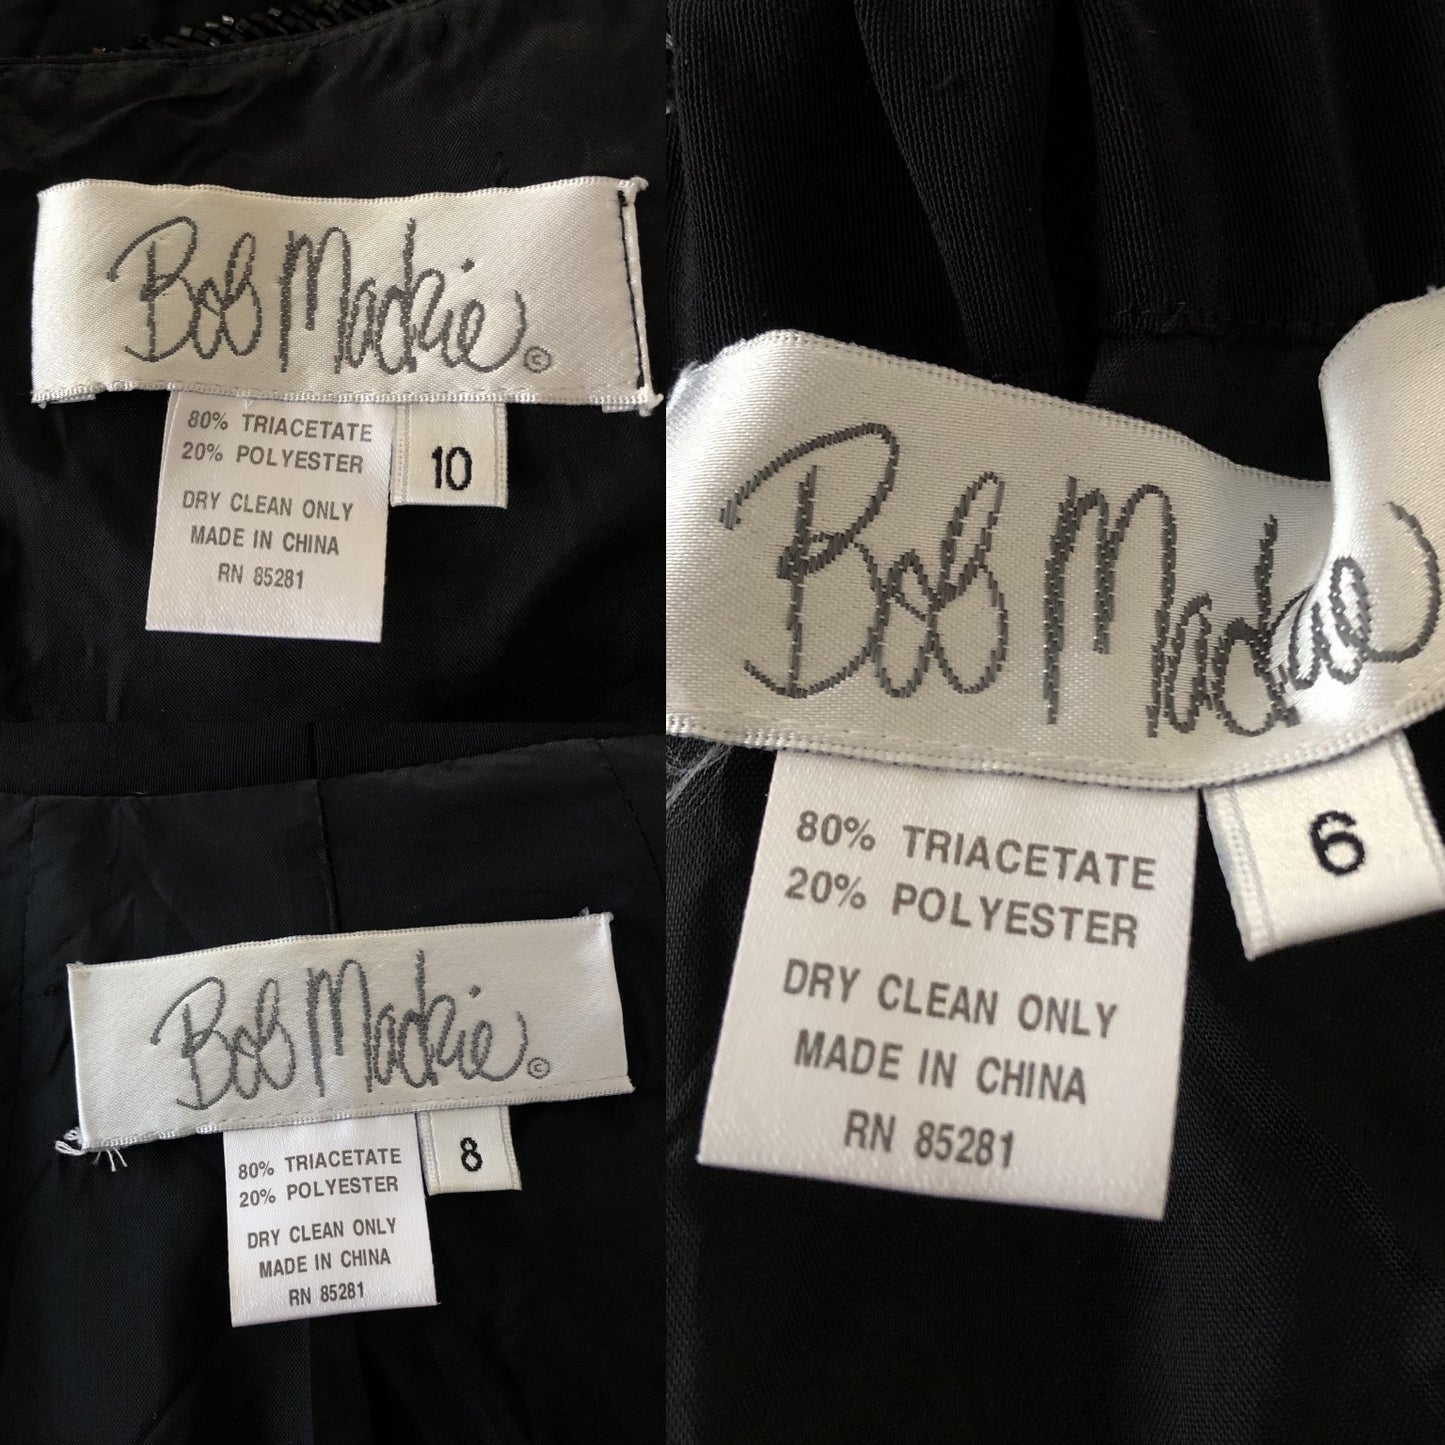 Bob Mackie ©
80% TRIACETATE
20% POLYESTER
DRY CLEAN ONLY
MADE IN CHINA
RN 85281
10
Bob Mackie
80% TRIACETATE
20% POLYESTER
DRY CLEAN ONLY
MADE IN CHINA
RN 85281
6
Bob Mackie ©
80% TRIACETATE
20% POLYESTER
DRY CLEAN ONLY
MADE IN CHINA
RN 85281
8